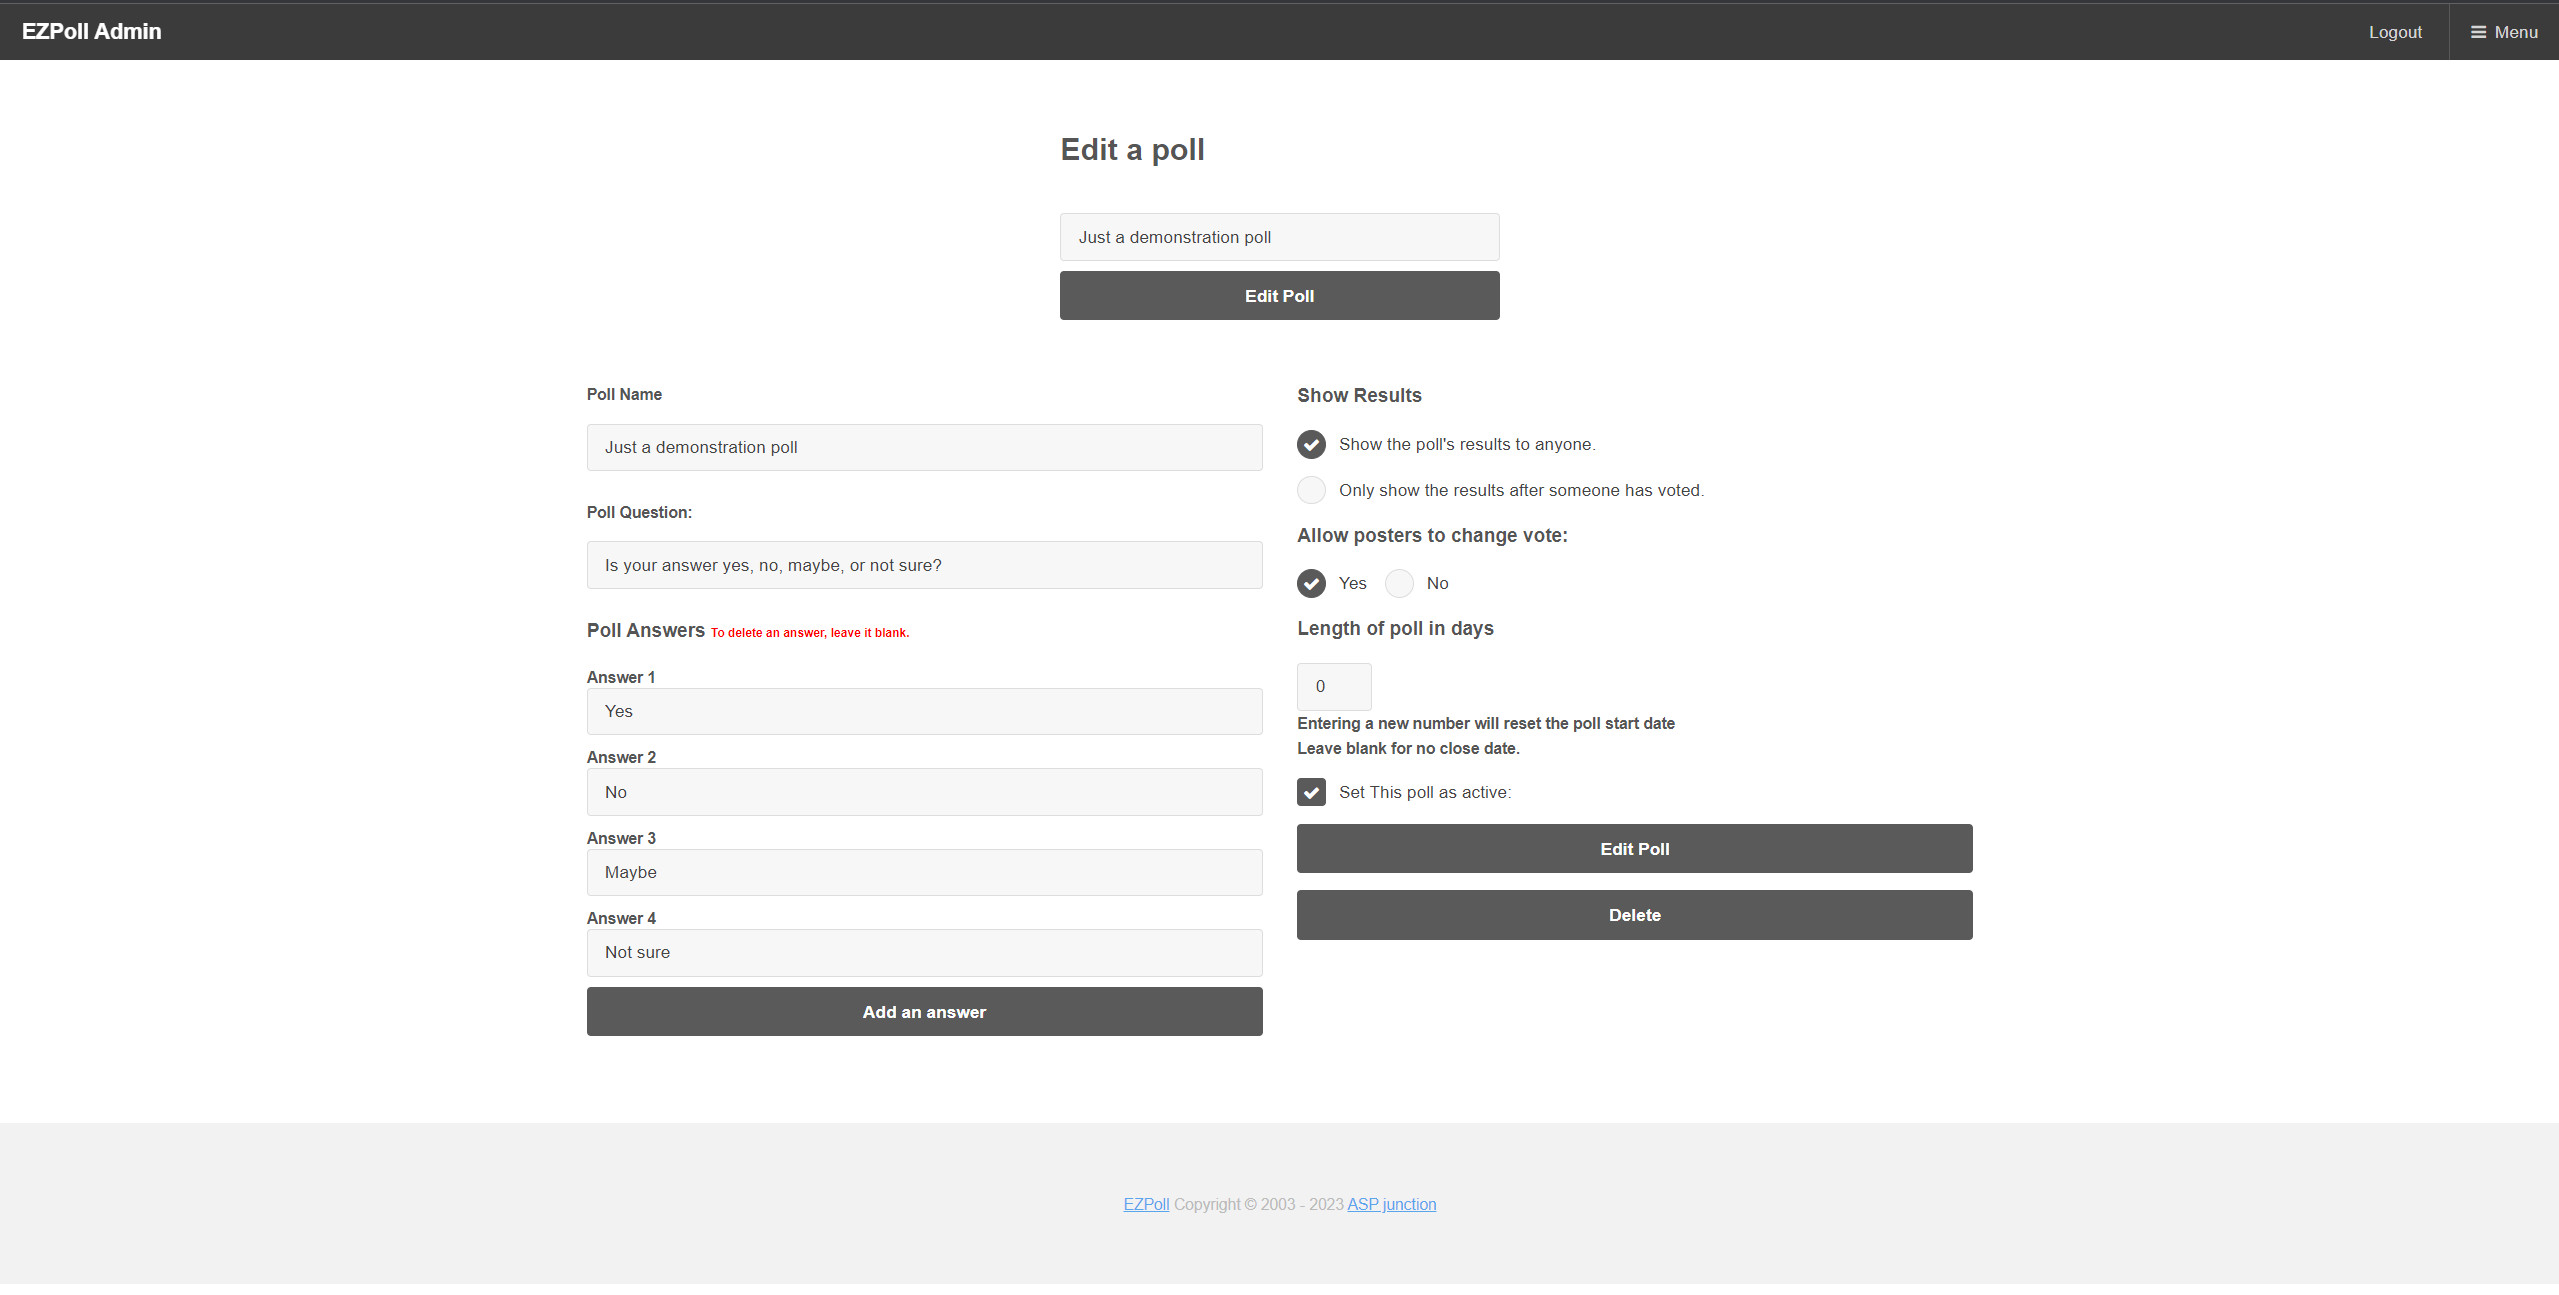 EZPoll Admin
Logout
Menu
Edit a poll
Just a demonstration poll
Edit Poll
Poll Name
Just a demonstration poll
Poll Question:
Is your answer yes, no, maybe, or not sure?
Poll Answers To delete an answer, leave it blank.
Answer 1
Yes
Answer 2
No
Answer 3
Maybe
Answer 4
Not sure
Add an answer
Show Results
Show the poll's results to anyone.
Only show the results after someone has voted.
Allow posters to change vote:
Yes No
Length of poll in days
0
Entering a new number will reset the poll start date
Leave blank for no close date.
Set This poll as active:
Edit Poll
Delete
EZPoll Copyright © 2003 - 2023 ASP junction